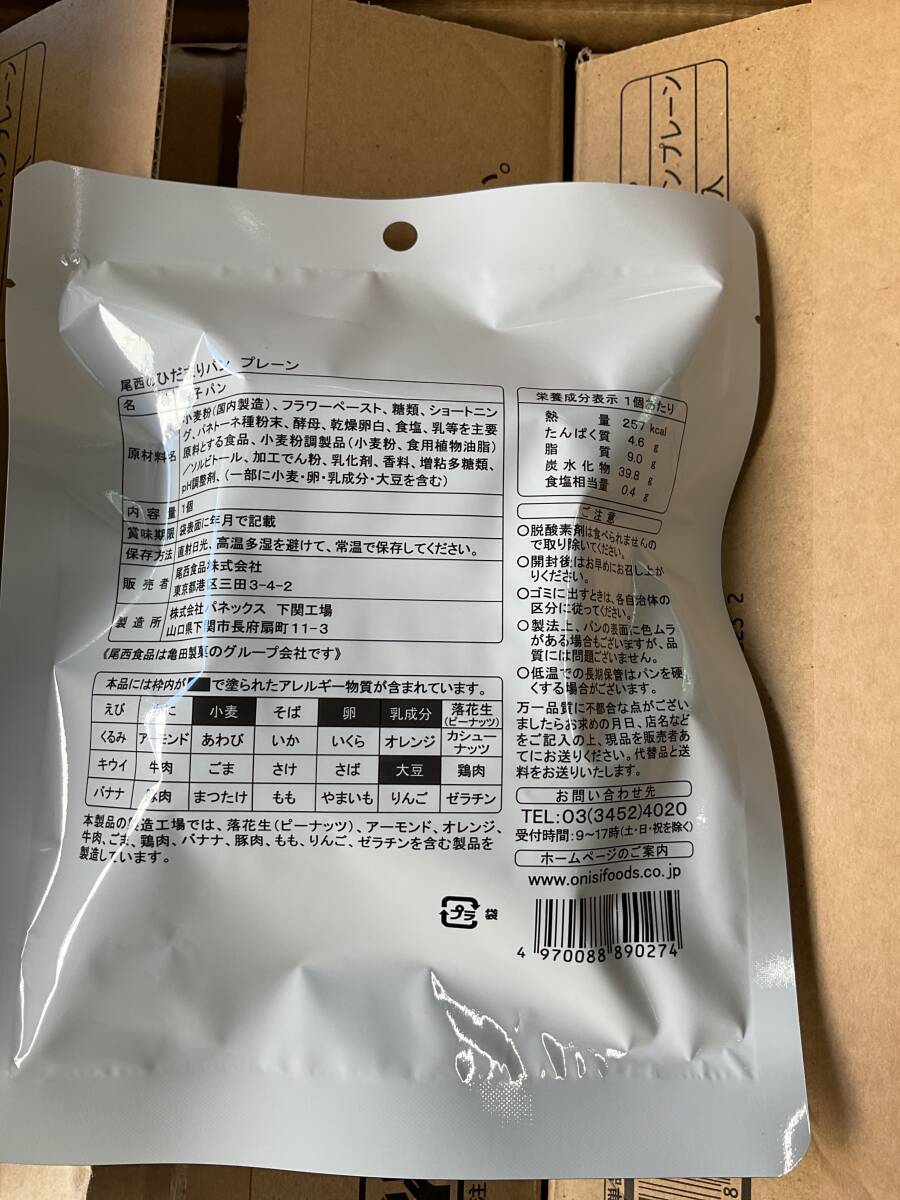 ンプレーン
い。
ン プレーン
入
尾西のひだまりパン プレーン
名
子パン
原材料名
小麦粉(国内製造)、フラワーペースト、糖類、ショートニン
グ、パネトーネ種粉末、酵母、乾燥卵白、食塩、乳等を主要
原料とする食品、小麦粉調製品(小麦粉、食用植物油脂)
/ソルビトール、加工でん粉、乳化剤、香料、増粘多糖類、
pH調整剤、(一部に小麦・卵・乳成分・大豆を含む)
内容量 1個
賞味期限 袋表面に年月で記載
保存方法 直射日光、高温多湿を避けて、常温で保存してください。
販売者 尾西食品株式会社
東京都港区三田3-4-2
製造所 株式会社パネックス 下関工場
山口県下関市長府扇町11-3
《尾西食品は亀田製菓のグループ会社です》
本品には枠内が■で塗られたアレルギー物質が含まれています。
えび かに 小麦 そば 卵 乳成分 落花生(ピーナッツ)
くるみ アーモンド あわび いか いくら オレンジ カシューナッツ
キウイ 牛肉 ごま さけ さば 大豆 鶏肉
バナナ 豚肉 まつたけ もも やまいも りんご ゼラチン
本製品の製造工場では、落花生(ピーナッツ)、アーモンド、オレンジ、
牛肉、ごま、鶏肉、バナナ、豚肉、もも、りんご、ゼラチンを含む製品を
製造しています。
栄養成分表示 1個あたり
熱量 257 kcal
たんぱく質 4.6 g
脂質 9.0 g
炭水化物 39.8 g
食塩相当量 0.4 g
ご注意
○脱酸素剤は食べられませんの
で取り除いてください。
○開封後はお早めにお召し上が
りください。
○ゴミに出すときは、各自治体の
区分に従ってください。
○製法上、パンの表面に色ムラ
がある場合もございますが、品
質には問題ございません。
○低温での長期保管はパンを硬
くする場合がございます。
万一品質に不都合な点がござい
ましたらお求めの月日、店名など
をご記入の上、現品を販売者あ
てにお送りください。代替品と送
料をお送りいたします。
お問い合わせ先
TEL:03(3452)4020
受付時間:9〜17時(土・日・祝を除く)
ホームページのご案内
www.onisifoods.co.jp
プラ 袋
4 970088 890274
注
8